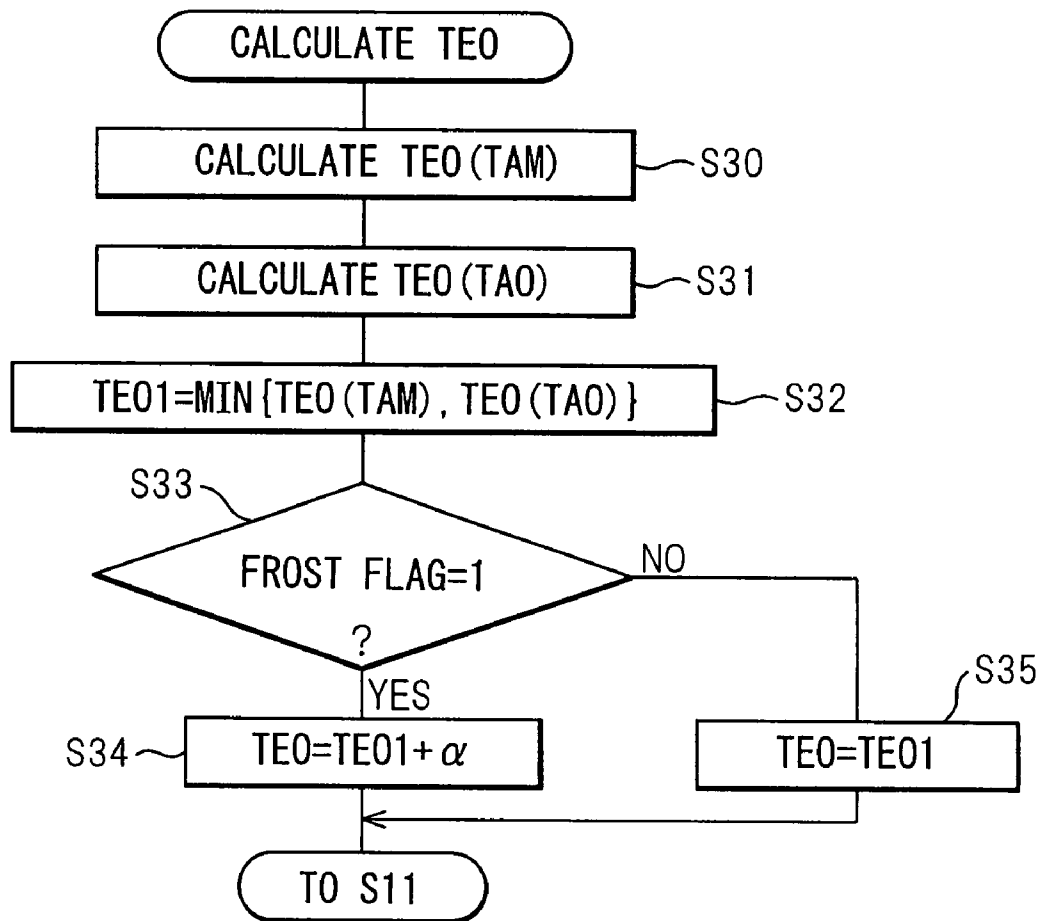 CALCULATE TEO
CALCULATE TEO(TAM)
S30
CALCULATE TEO(TAO)
S31
TEO1=MIN{TEO(TAM), TEO(TAO)}
S32
S33
FROST FLAG=1
?
NO
YES
S34
TEO=TEO1+α
S35
TEO=TEO1
TO S11